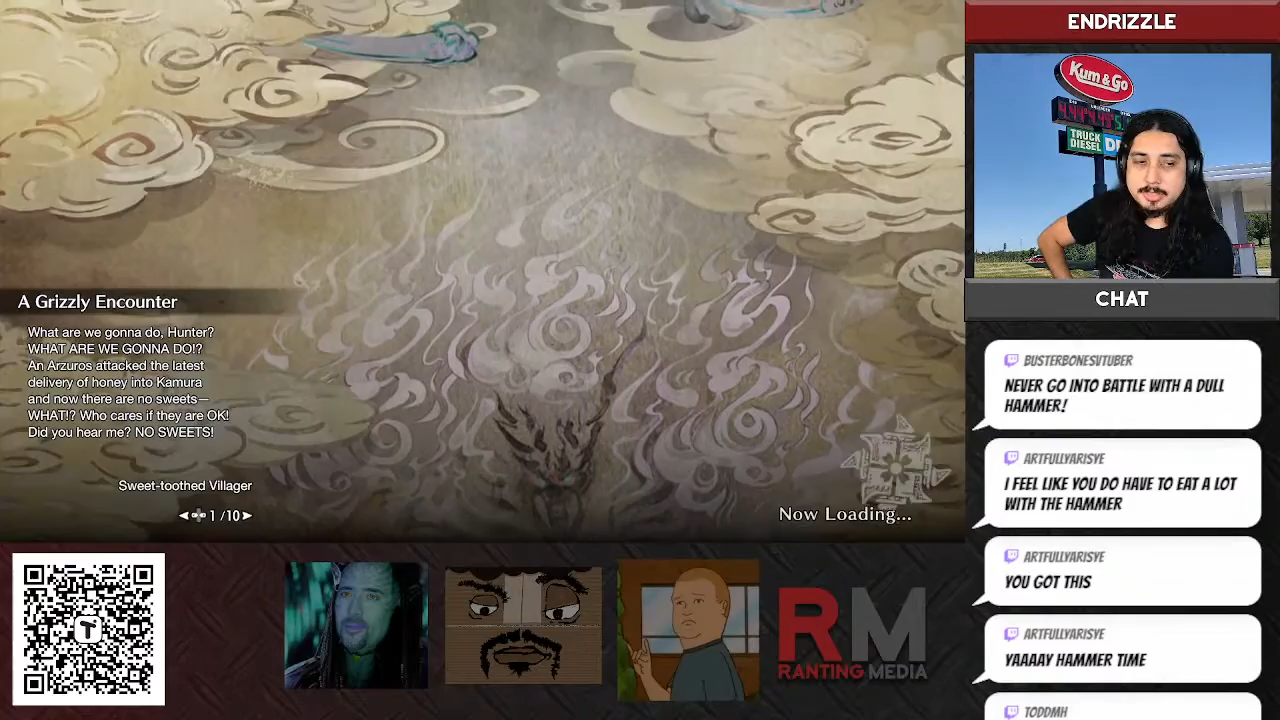 ENDRIZZLE
Kum & Go
TRUCK
DIESEL
CHAT
A Grizzly Encounter
What are we gonna do, Hunter?
WHAT ARE WE GONNA DO!?
An Arzuros attacked the latest
delivery of honey into Kamura
and now there are no sweets—
WHAT!? Who cares if they are OK!
Did you hear me? NO SWEETS!
Sweet-toothed Villager
1 /10
Now Loading...
BUSTERBONESVTUBER
NEVER GO INTO BATTLE WITH A DULL
HAMMER!
ARTFULLYARISYE
I FEEL LIKE YOU DO HAVE TO EAT A LOT
WITH THE HAMMER
ARTFULLYARISYE
YOU GOT THIS
ARTFULLYARISYE
YAAAAY HAMMER TIME
TODDMH
T
RM
RANTING MEDIA